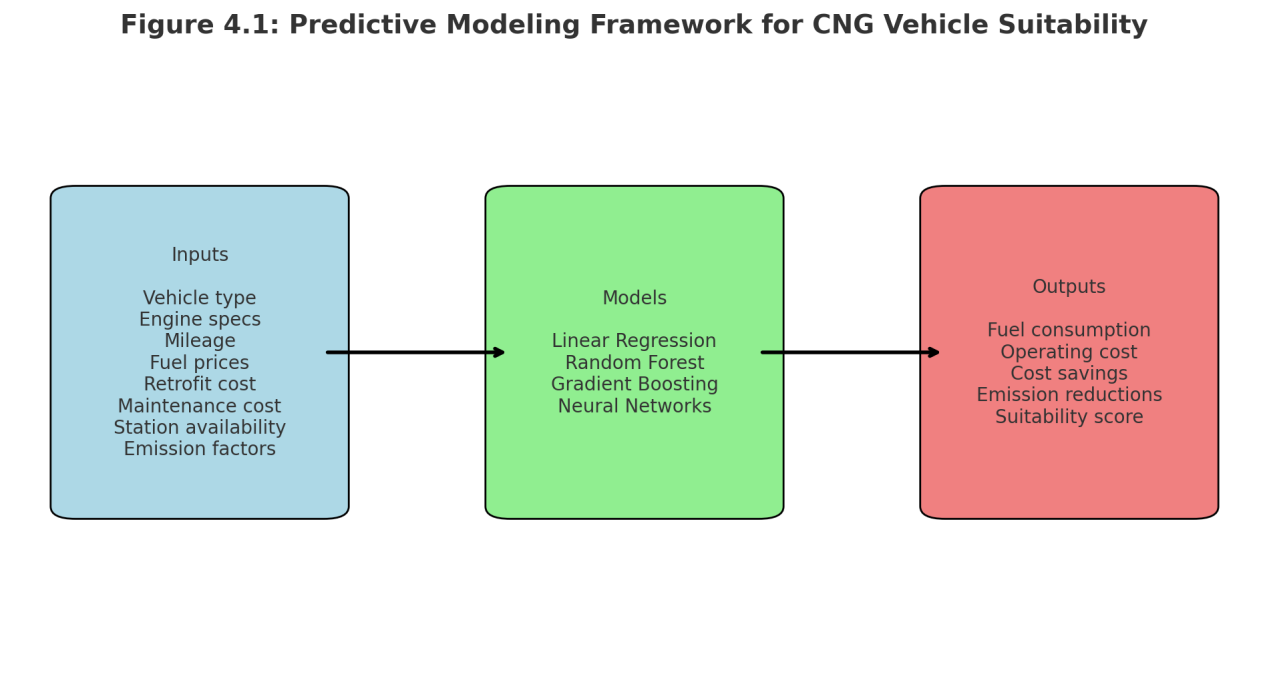 Figure 4.1: Predictive Modeling Framework for CNG Vehicle Suitability
Inputs
Vehicle type
Engine specs
Mileage
Fuel prices
Retrofit cost
Maintenance cost
Station availability
Emission factors
Models
Linear Regression
Random Forest
Gradient Boosting
Neural Networks
Outputs
Fuel consumption
Operating cost
Cost savings
Emission reductions
Suitability score